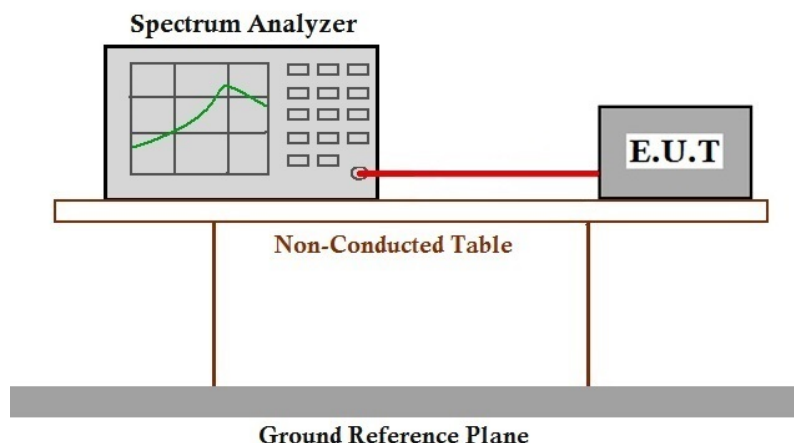 Spectrum Analyzer
E.U.T
Non-Conducted Table
Ground Reference Plane